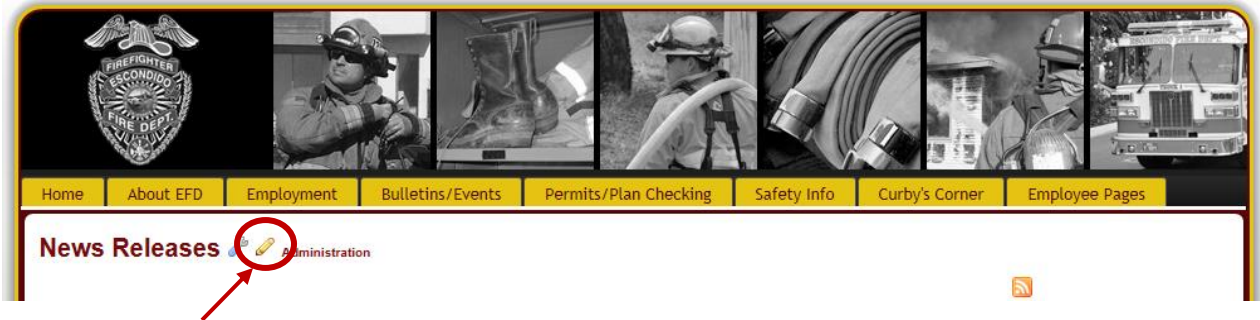 FIREFIGHTER
ESCONDIDO
FIRE DEPT.
Home About EFD Employment Bulletins/Events Permits/Plan Checking Safety Info Curby's Corner Employee Pages
News Releases Administration